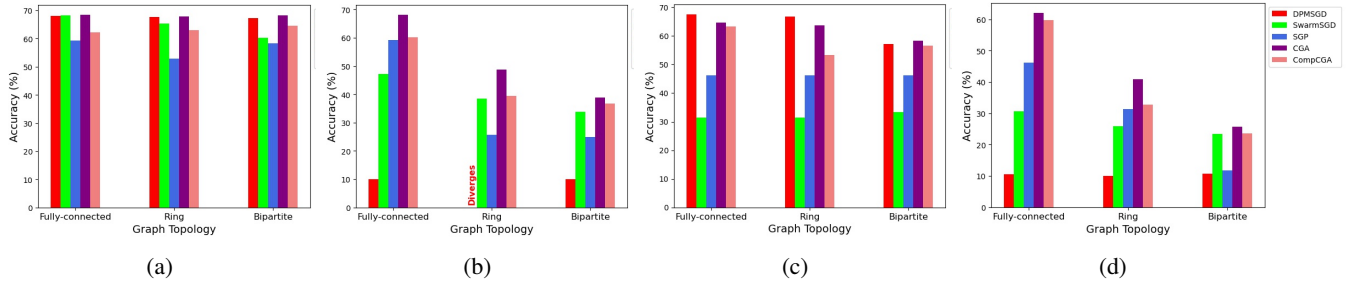 Accuracy (%)
70
60
50
40
30
20
10
0
Fully-connected
Ring
Bipartite
Graph Topology
(a)
Accuracy (%)
70
60
50
40
30
20
10
0
Diverges
Fully-connected
Ring
Bipartite
Graph Topology
(b)
Accuracy (%)
70
60
50
40
30
20
10
0
Fully-connected
Ring
Bipartite
Graph Topology
(c)
Accuracy (%)
60
50
40
30
20
10
0
Fully-connected
Ring
Bipartite
Graph Topology
(d)
DPMSGD
SwarmSGD
SGP
CGA
CompCGA